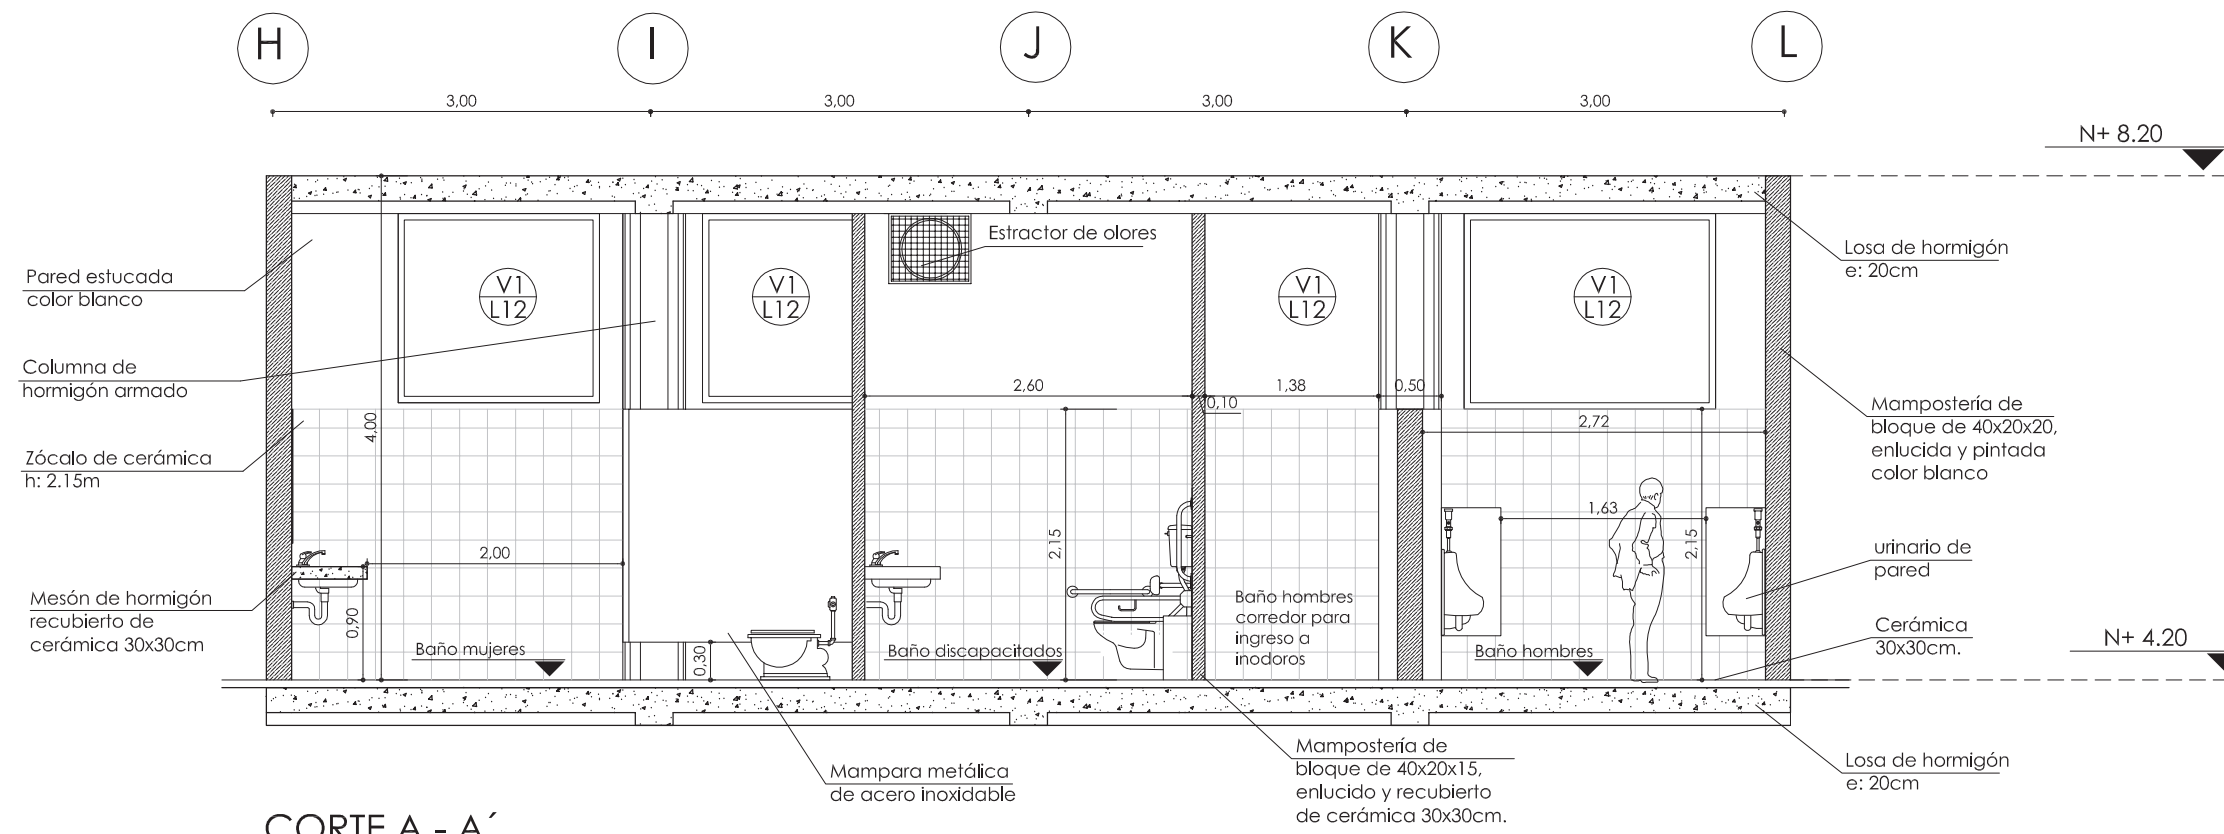 H I J K L
3,00 3,00 3,00 3,00
N+ 8.20
Estractor de olores
Losa de hormigón
e: 20cm
Pared estucada
color blanco
V1
L12
V1
L12
V1
L12
V1
L12
Columna de
hormigón armado
2,60 1,38 0,50
0,10
Mampostería de
bloque de 40x20x20,
enlucida y pintada
color blanco
4,00
2,72
Zócalo de cerámica
h: 2.15m
1,63
2,00
2,15
2,15
urinario de
pared
Mesón de hormigón
recubierto de
cerámica 30x30cm
0,90
Baño mujeres
0,30
Baño discapacitados
Baño hombres
corredor para
ingreso a
inodoros
Baño hombres
Cerámica
30x30cm.
N+ 4.20
Mampara metálica
de acero inoxidable
Mampostería de
bloque de 40x20x15,
enlucido y recubierto
de cerámica 30x30cm.
Losa de hormigón
e: 20cm
CORTE A - A´